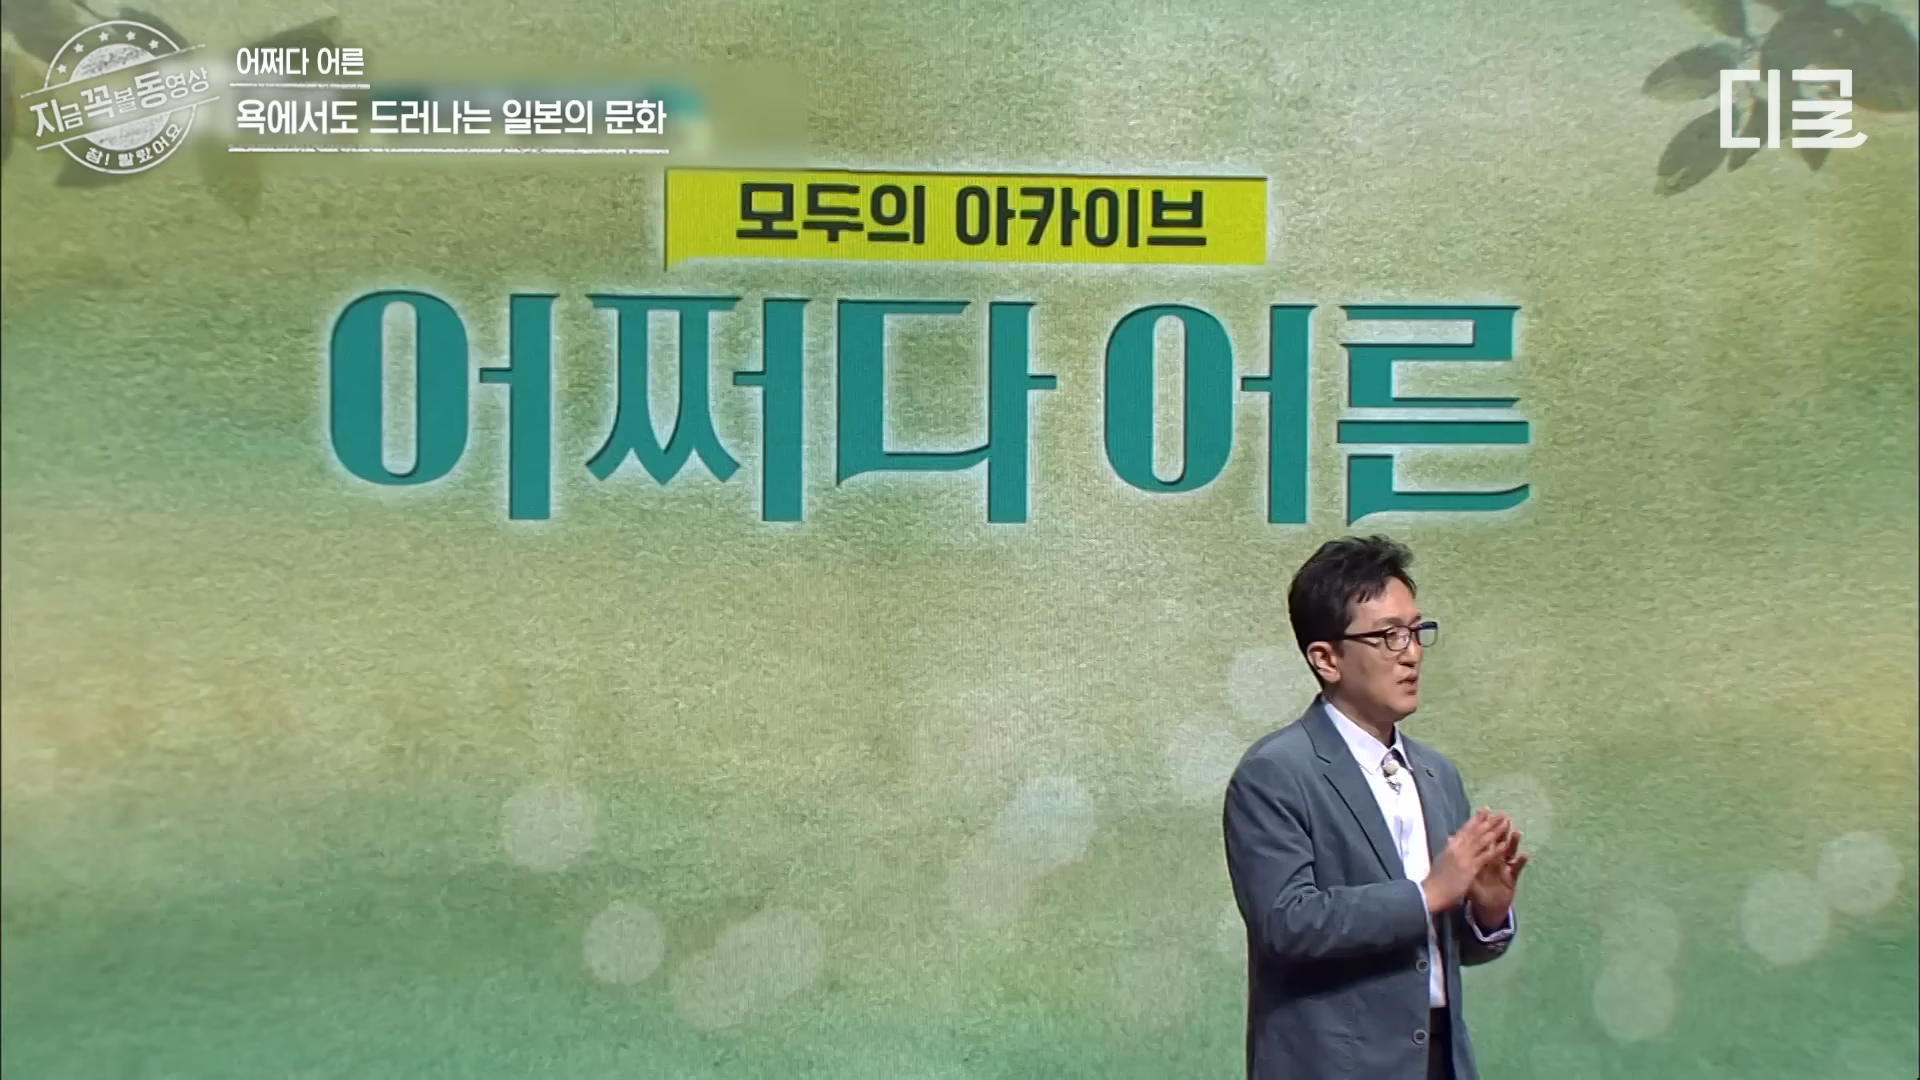 지금 꼭 볼 동영상
참! 잘 왔어요
어쩌다 어른
욕에서도 드러나는 일본의 문화
디글
모두의 아카이브
어쩌다 어른